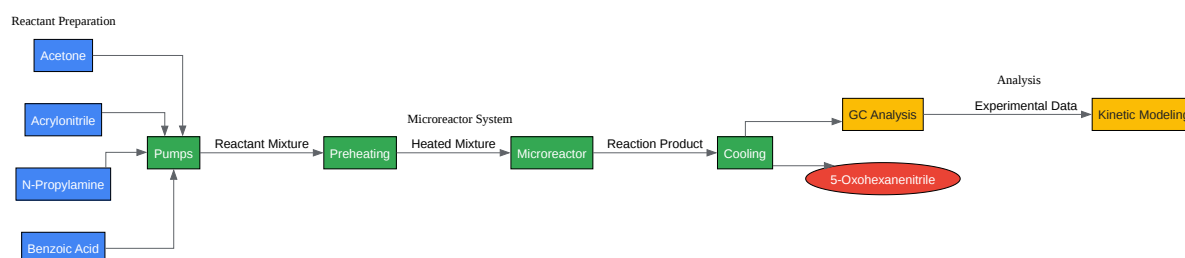 Reactant Preparation
Acetone
Acrylonitrile
N-Propylamine
Benzoic Acid
Pumps
Reactant Mixture
Preheating
Microreactor System
Heated Mixture
Microreactor
Reaction Product
Cooling
GC Analysis
5-Oxohexanenitrile
Analysis
Experimental Data
Kinetic Modeling